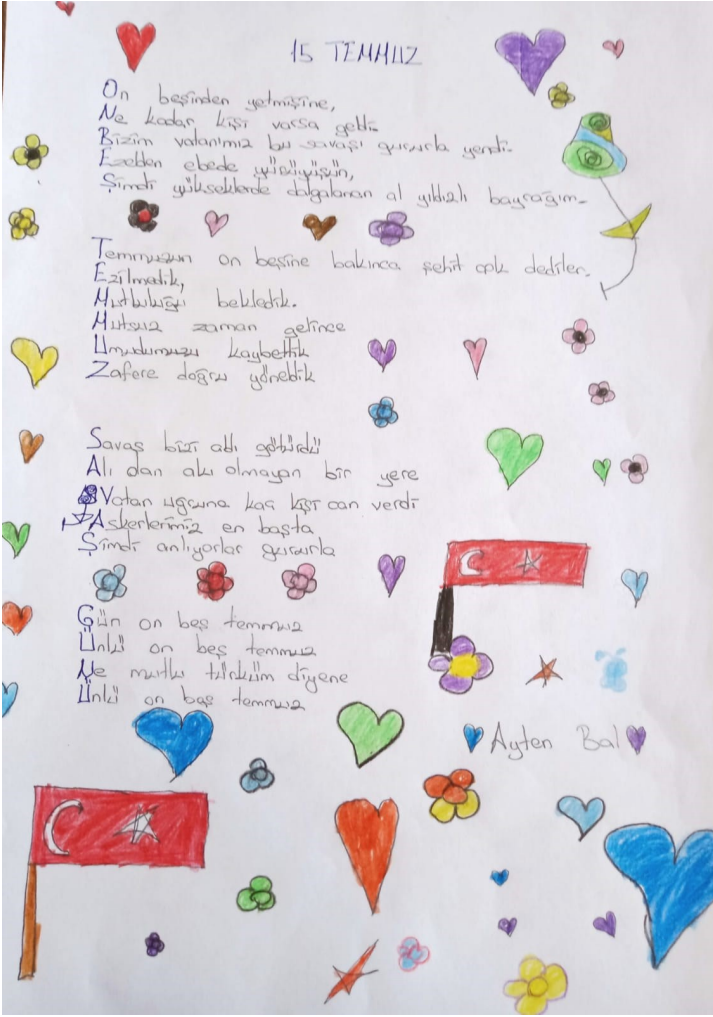 15 TEMMUZ
On beşinden yetmişine,
Ne kadar kişi varsa geldi.
Bizim vatanımız bu savaşı gururla yendi.
Ezelden ebede yürüyüşün,
Şimdi yükseklerde dalgalanan al yıldızlı bayrağım.
Temmuzun on beşine bakınca şehit çok dediler.
Ezilmedik,
Mutluluğu bekledik.
Mutsuz zaman gelince
Umudumuzu kaybettik
Zafere doğru yöneldik
Savaş bizi aldı götürdü
Alı dan akı olmayan bir yere
Vatan uğruna kaç kişi can verdi
Askerlerimiz en başta
Şimdi anlıyorlar gururla
Gün on beş temmuz
Ünlü on beş temmuz
Ne mutlu türküm diyene
Ünlü on beş temmuz
Ayten Bal